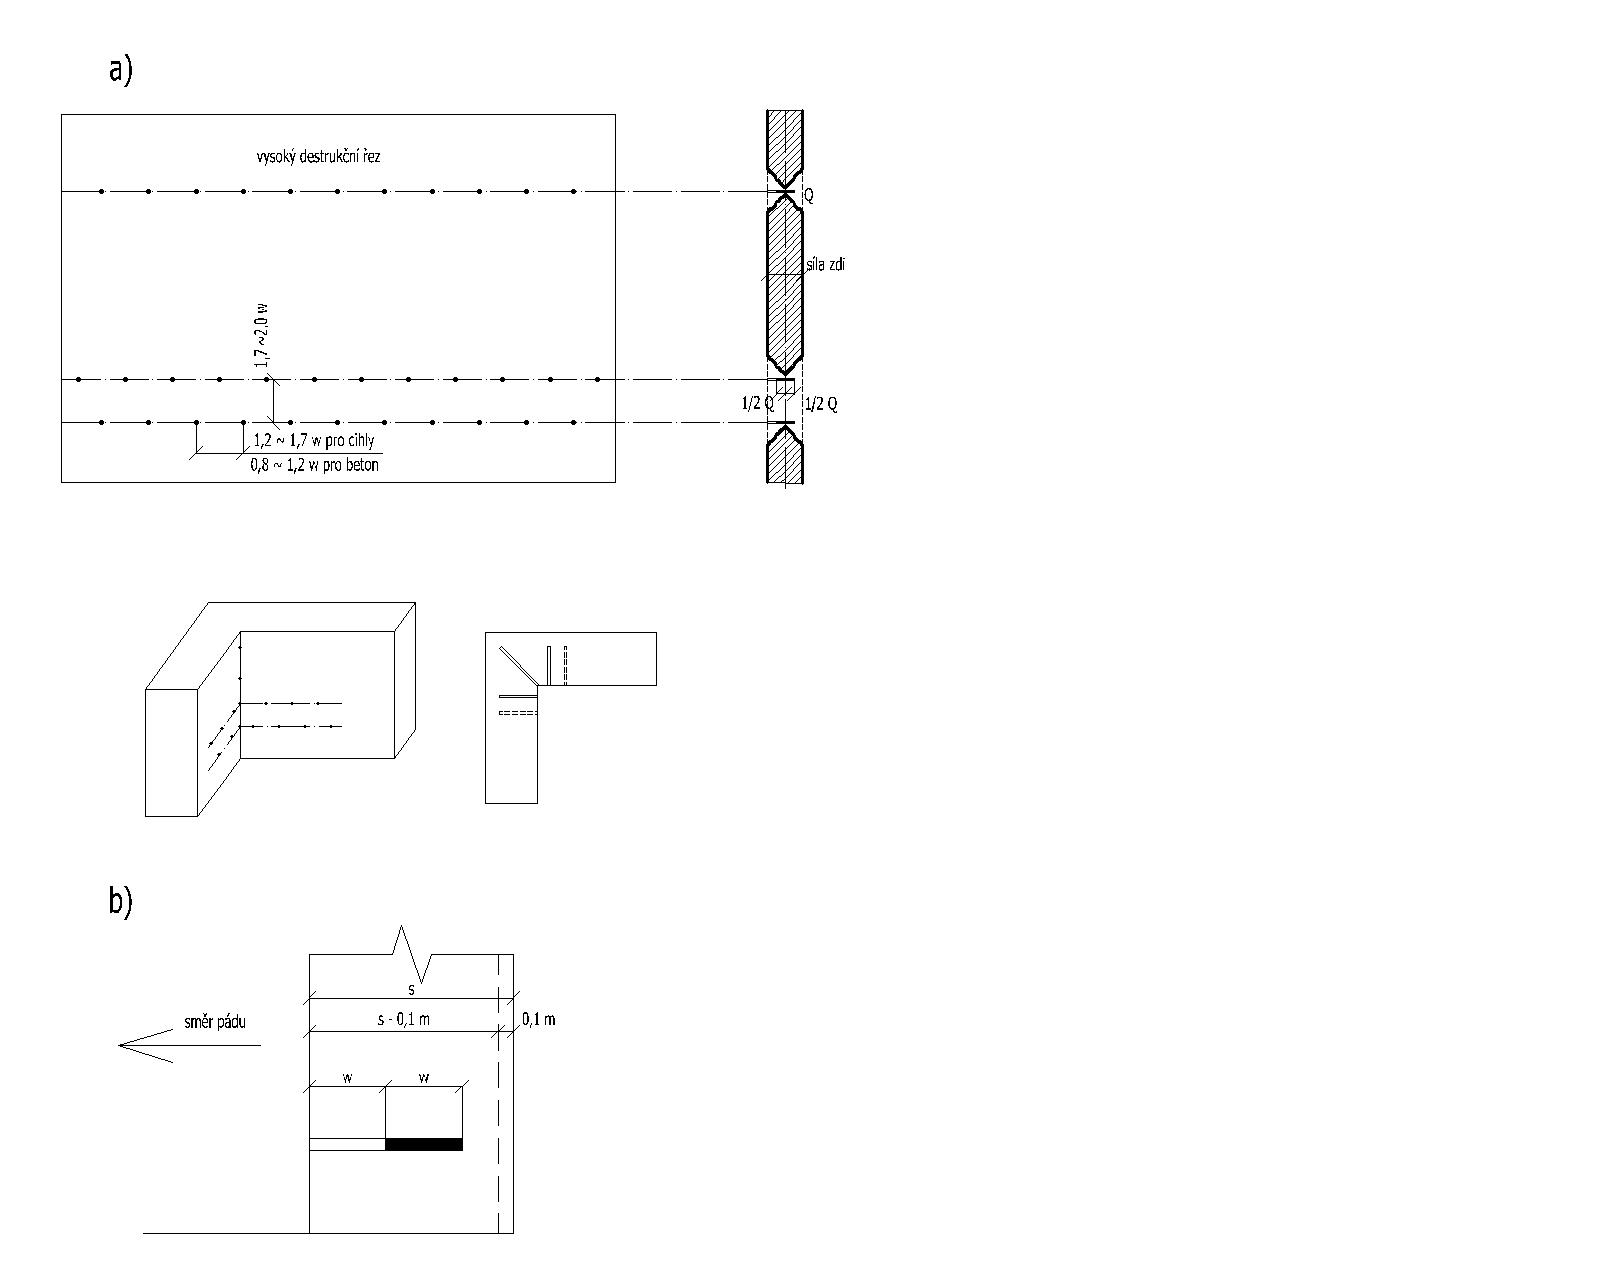 a)
vysoký destrukční řez
Q
síla zdi
1,7 ~2,0 w
1/2 Q
1/2 Q
1,2 ~ 1,7 w pro cihly
0,8 ~ 1,2 w pro beton
b)
s
směr pádu
s - 0,1 m
0,1 m
w
w